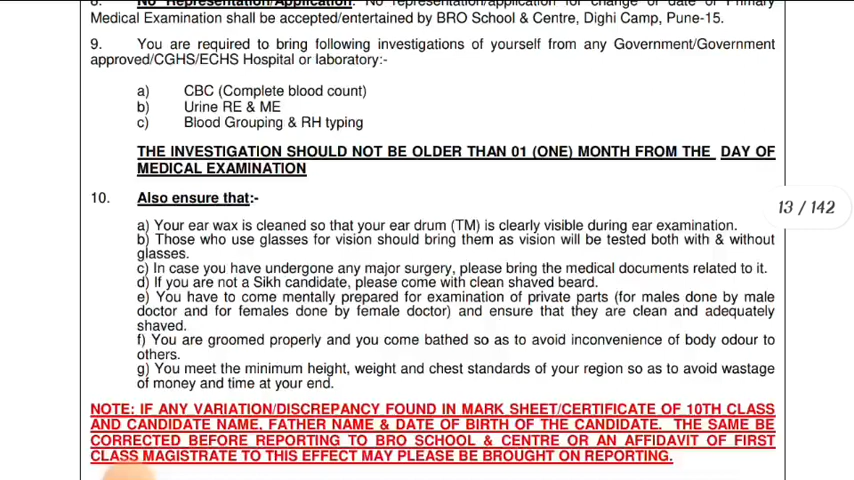 8. No Representation/Application: No representation/application for change of date of Primary
Medical Examination shall be accepted/entertained by BRO School & Centre, Dighi Camp, Pune-15.
9. You are required to bring following investigations of yourself from any Government/Government
approved/CGHS/ECHS Hospital or laboratory:-
a) CBC (Complete blood count)
b) Urine RE & ME
c) Blood Grouping & RH typing
THE INVESTIGATION SHOULD NOT BE OLDER THAN 01 (ONE) MONTH FROM THE DAY OF
MEDICAL EXAMINATION
10. Also ensure that:-
13 / 142
a) Your ear wax is cleaned so that your ear drum (TM) is clearly visible during ear examination.
b) Those who use glasses for vision should bring them as vision will be tested both with & without
glasses.
c) In case you have undergone any major surgery, please bring the medical documents related to it.
d) If you are not a Sikh candidate, please come with clean shaved beard.
e) You have to come mentally prepared for examination of private parts (for males done by male
doctor and for females done by female doctor) and ensure that they are clean and adequately
shaved.
f) You are groomed properly and you come bathed so as to avoid inconvenience of body odour to
others.
g) You meet the minimum height, weight and chest standards of your region so as to avoid wastage
of money and time at your end.
NOTE: IF ANY VARIATION/DISCREPANCY FOUND IN MARK SHEET/CERTIFICATE OF 10TH CLASS
AND CANDIDATE NAME, FATHER NAME & DATE OF BIRTH OF THE CANDIDATE. THE SAME BE
CORRECTED BEFORE REPORTING TO BRO SCHOOL & CENTRE OR AN AFFIDAVIT OF FIRST
CLASS MAGISTRATE TO THIS EFFECT MAY PLEASE BE BROUGHT ON REPORTING.